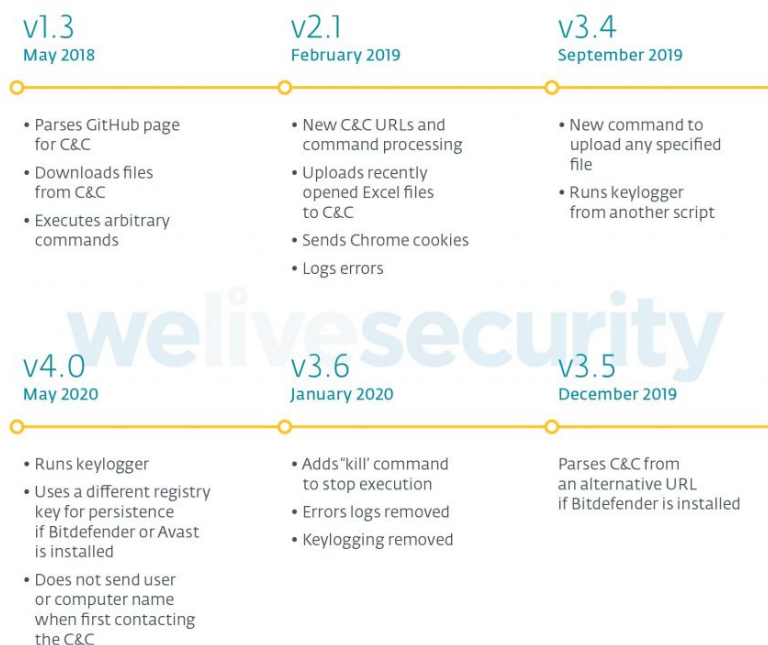 v1.3
May 2018
• Parses GitHub page
for C&C
• Downloads files
from C&C
• Executes arbitrary
commands
v2.1
February 2019
• New C&C URLs and
command processing
• Uploads recently
opened Excel files
to C&C
• Sends Chrome cookies
• Logs errors
v3.4
September 2019
• New command to
upload any specified
file
• Runs keylogger
from another script
welivesecurity
v4.0
May 2020
• Runs keylogger
• Uses a different registry
key for persistence
if Bitdefender or Avast
is installed
• Does not send user
or computer name
when first contacting
the C&C
v3.6
January 2020
• Adds “kill‘ command
to stop execution
• Errors logs removed
• Keylogging removed
v3.5
December 2019
Parses C&C from
an alternative URL
if Bitdefender is installed